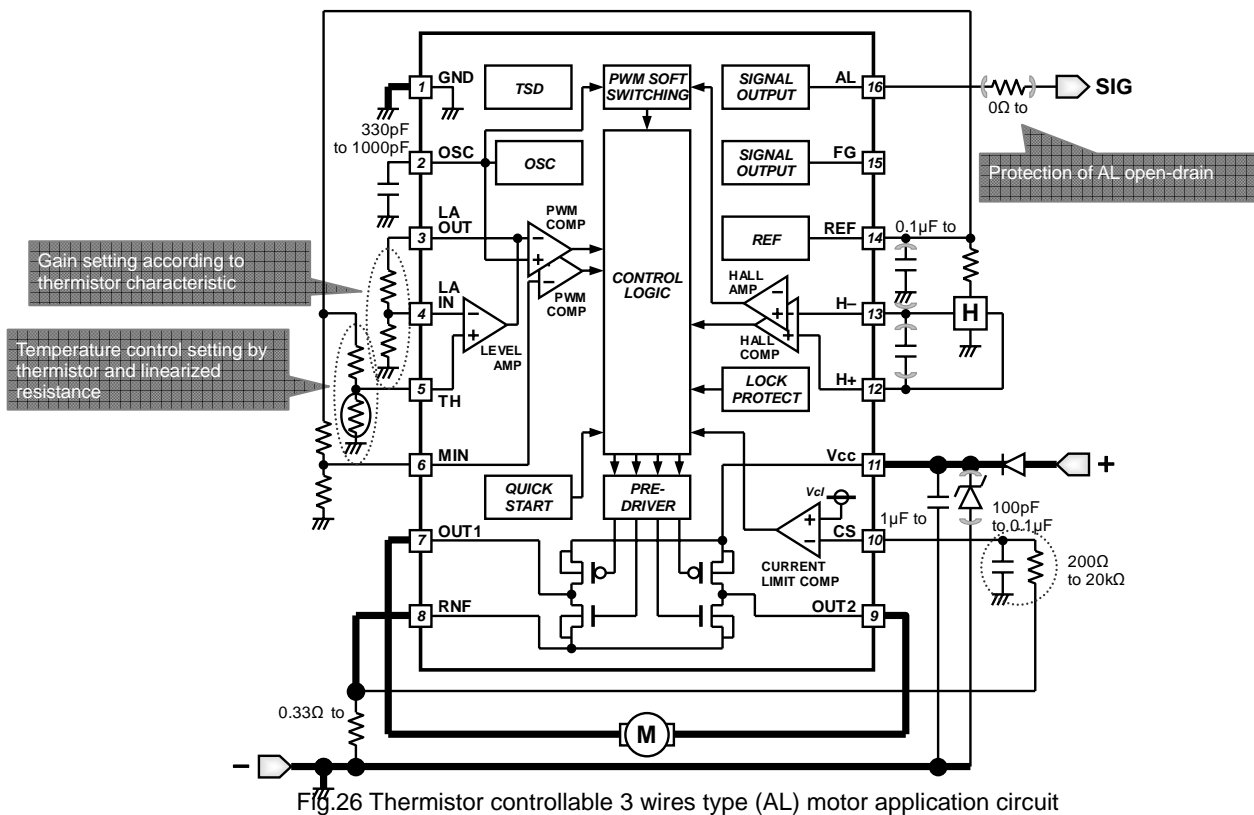 1
GND
TSD
PWM SOFT
SWITCHING
SIGNAL
OUTPUT
AL
16
SIG
0Ω to
330pF
to 1000pF
2
OSC
OSC
SIGNAL
OUTPUT
FG
15
Protection of AL open-drain
LA
OUT
3
PWM
COMP
REF
REF
14
0.1µF to
Gain setting according to
thermistor characteristic
LA
IN
4
PWM
COMP
CONTROL
LOGIC
HALL
AMP
H–
13
H
LEVEL
AMP
HALL
COMP
H+
12
Temperature control setting by
thermistor and linearized
resistance
5
TH
LOCK
PROTECT
6
MIN
Vcc
11
+
QUICK
START
PRE-
DRIVER
Vcl
1µF to
100pF
to 0.1µF
7
OUT1
CS
10
CURRENT
LIMIT COMP
200Ω
to 20kΩ
8
RNF
OUT2
9
0.33Ω to
M
–
Fig.26 Thermistor controllable 3 wires type (AL) motor application circuit